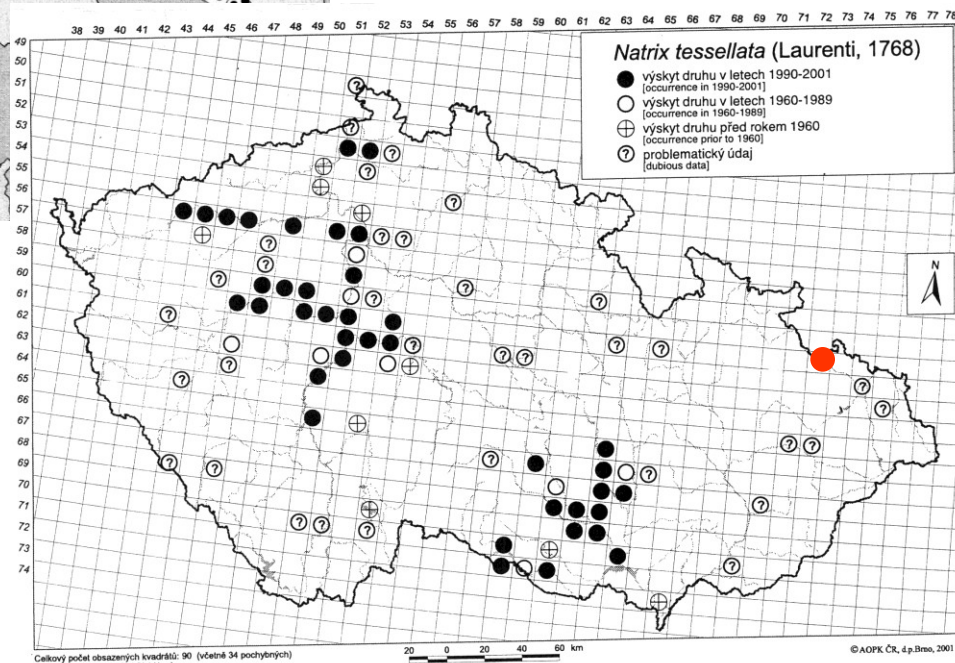 38 39 40 41 42 43 44 45 46 47 48 49 50 51 52 53 54 55 56 57 58 59 60 61 62 63 64 65 66 67 68 69 70 71 72 73 74 75 76 77 78
49
50
51
52
53
54
55
56
57
58
59
60
61
62
63
64
65
66
67
68
69
70
71
72
73
74
Natrix tessellata (Laurenti, 1768)
výskyt druhu v letech 1990-2001
[occurrence in 1990-2001]
výskyt druhu v letech 1960-1989
[occurrence in 1960-1989]
výskyt druhu před rokem 1960
[occurrence prior to 1960]
? problematický údaj
[dubious data]
N
Celkový počet obsazených kvadrátů: 90 (včetně 34 pochybných)
20 0 20 40 60 km
© AOPK ČR, d.p.Brno, 2001